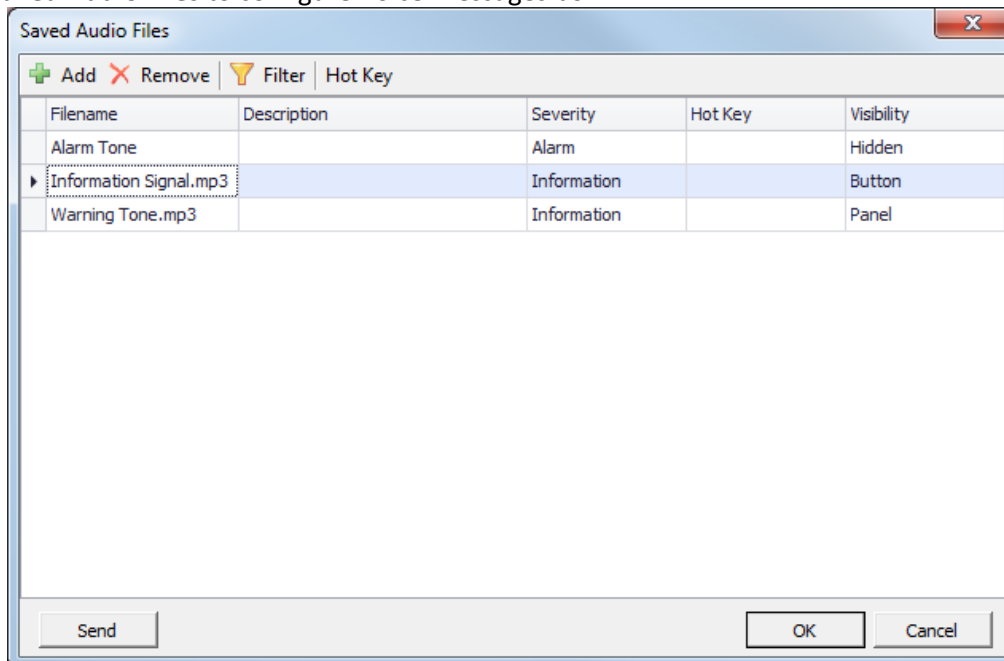 Saved Audio Files
Add Remove Filter Hot Key
Filename Description Severity Hot Key Visibility
Alarm Tone Alarm Hidden
Information Signal.mp3 Information Button
Warning Tone.mp3 Information Panel
Send OK Cancel